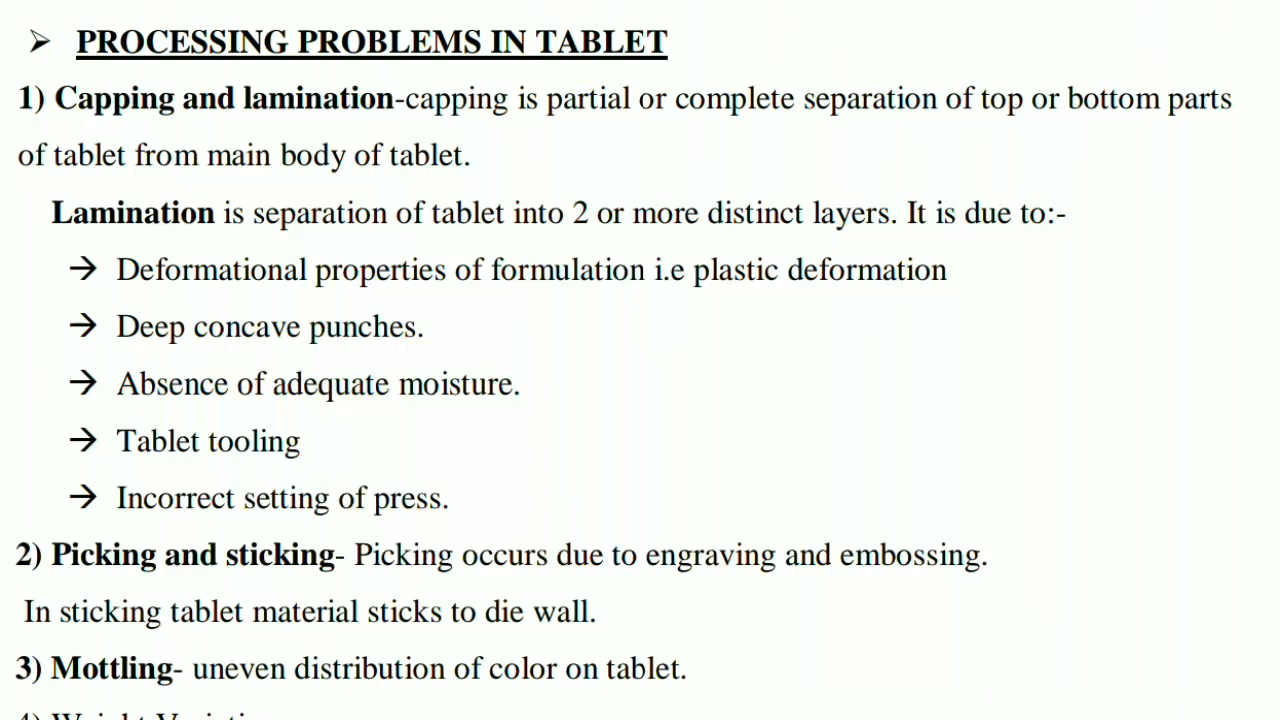 ➢ PROCESSING PROBLEMS IN TABLET
1) Capping and lamination-capping is partial or complete separation of top or bottom parts
of tablet from main body of tablet.
Lamination is separation of tablet into 2 or more distinct layers. It is due to:-
→ Deformational properties of formulation i.e plastic deformation
→ Deep concave punches.
→ Absence of adequate moisture.
→ Tablet tooling
→ Incorrect setting of press.
2) Picking and sticking- Picking occurs due to engraving and embossing.
In sticking tablet material sticks to die wall.
3) Mottling- uneven distribution of color on tablet.